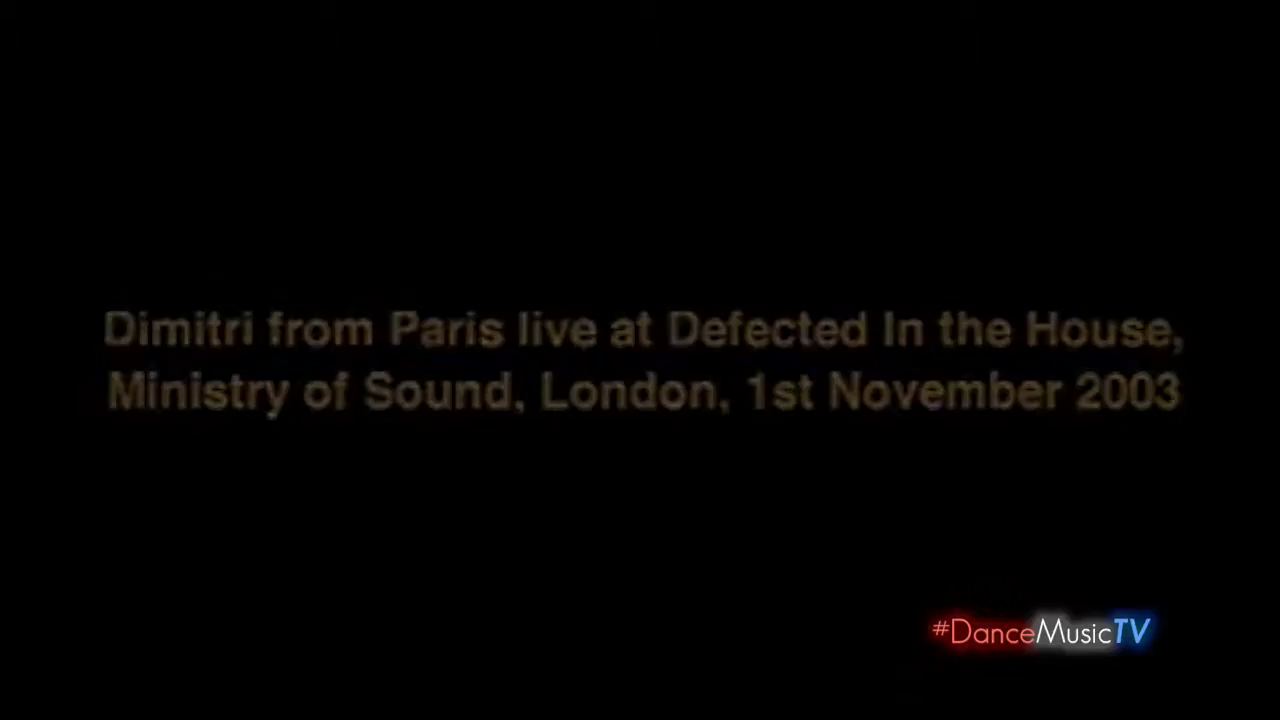 Dimitri from Paris live at Defected In the House,
Ministry of Sound, London, 1st November 2003
#DanceMusicTV